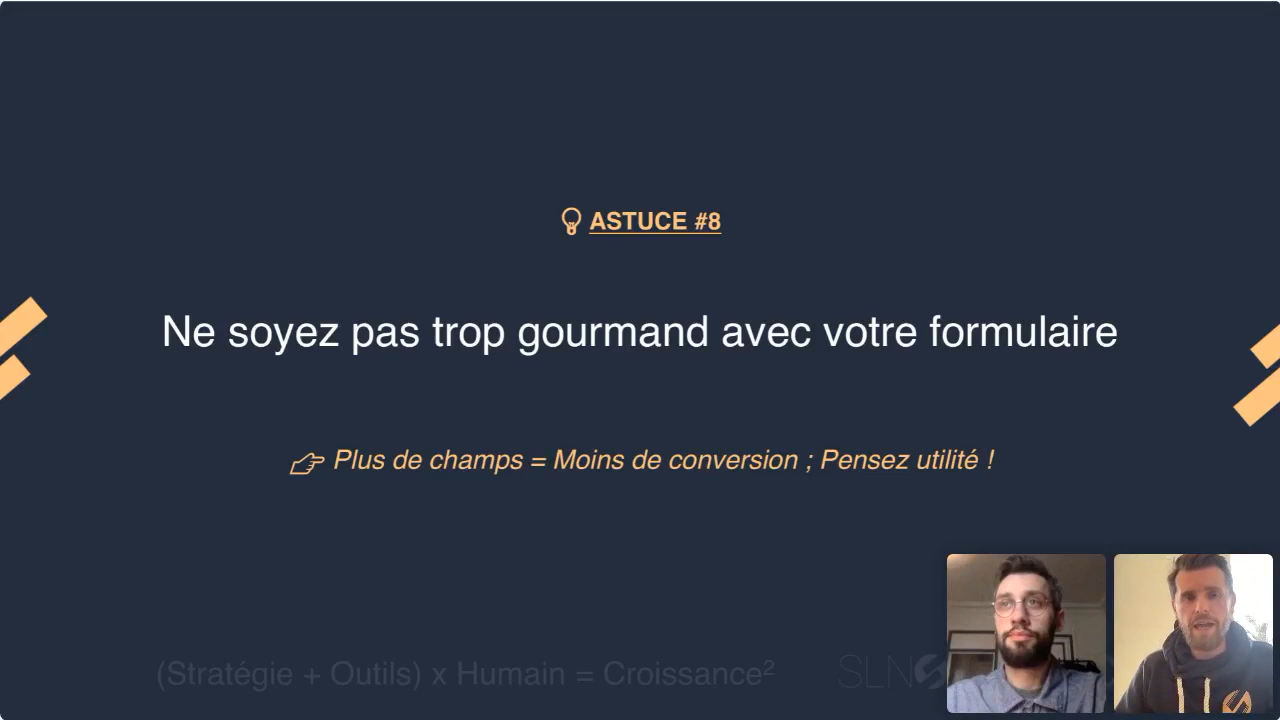 ASTUCE #8
Ne soyez pas trop gourmand avec votre formulaire
Plus de champs = Moins de conversion ; Pensez utilité !
(Stratégie + Outils) x Humain = Croissance²
SLN